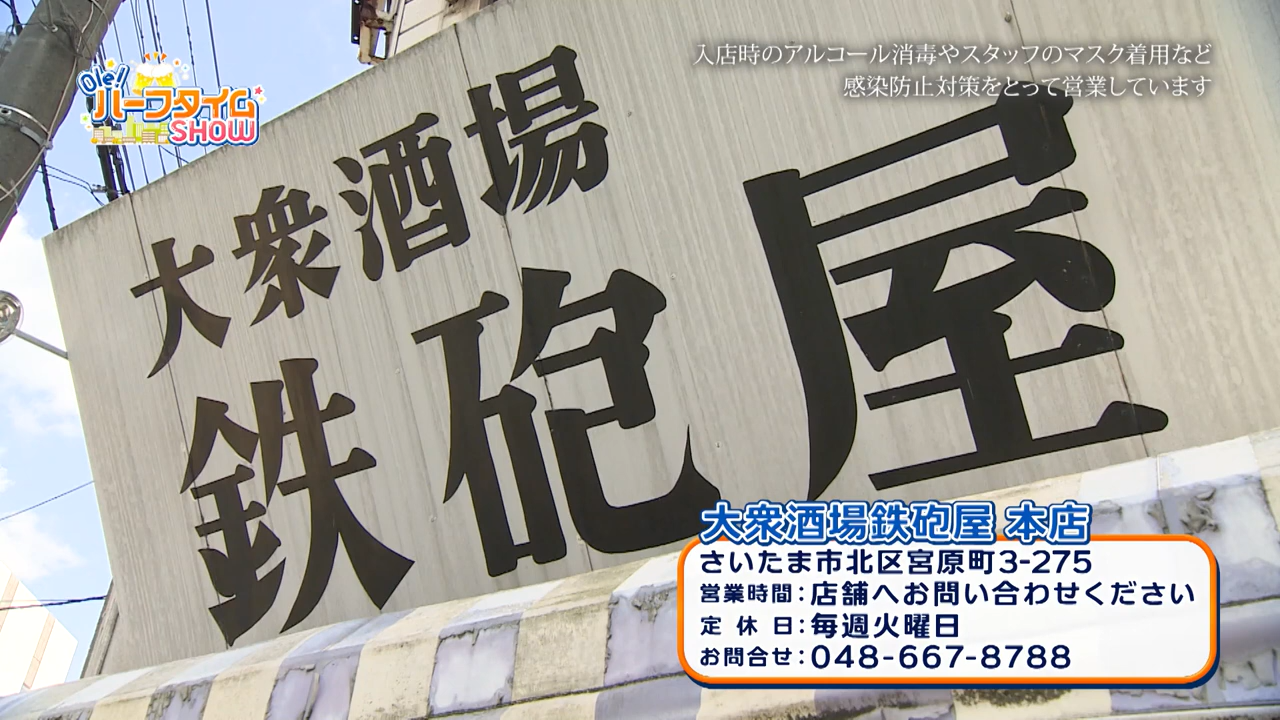 Ole!
ハーフタイム
SHOW
入店時のアルコール消毒やスタッフのマスク着用など
感染防止対策をとって営業しています
大衆酒場
鉄砲屋
大衆酒場鉄砲屋 本店
さいたま市北区宮原町3-275
営業時間：店舗へお問い合わせください
定休日：毎週火曜日
お問合せ：048-667-8788